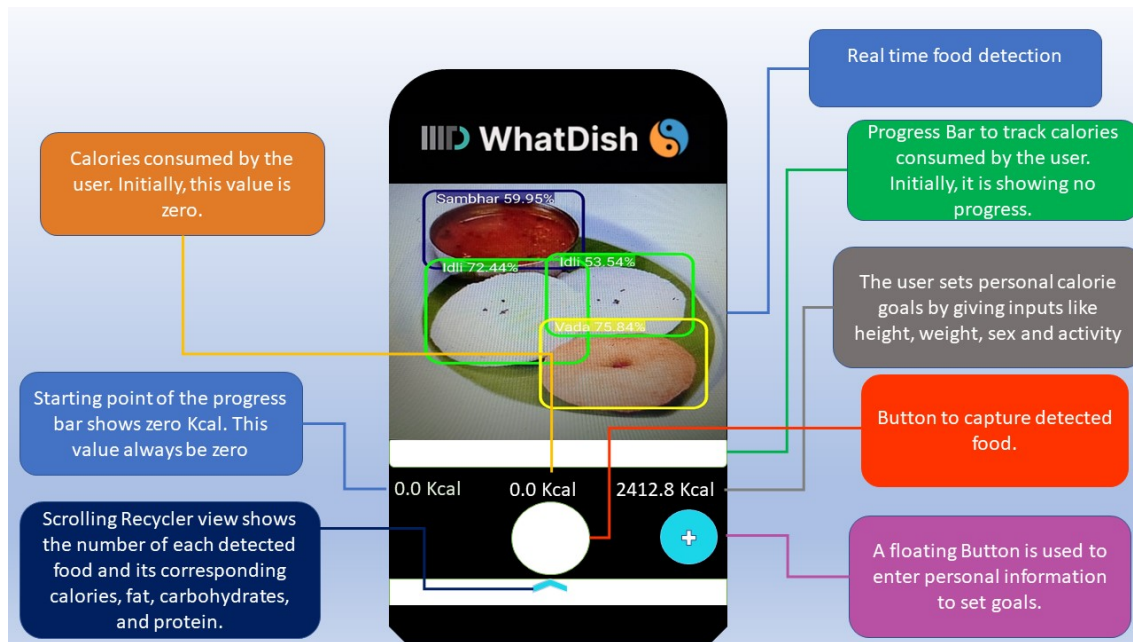 Real time food detection
WhatDish
Calories consumed by the
user. Initially, this value is
zero.
Progress Bar to track calories
consumed by the user.
Initially, it is showing no
progress.
Sambhar 59.95%
Idli 72.44%
Idli 53.54%
Vada 75.84%
The user sets personal calorie
goals by giving inputs like
height, weight, sex and activity
Starting point of the progress
bar shows zero Kcal. This
value always be zero
Button to capture detected
food.
0.0 Kcal
0.0 Kcal
2412.8 Kcal
Scrolling Recycler view shows
the number of each detected
food and its corresponding
calories, fat, carbohydrates,
and protein.
+
A floating Button is used to
enter personal information
to set goals.